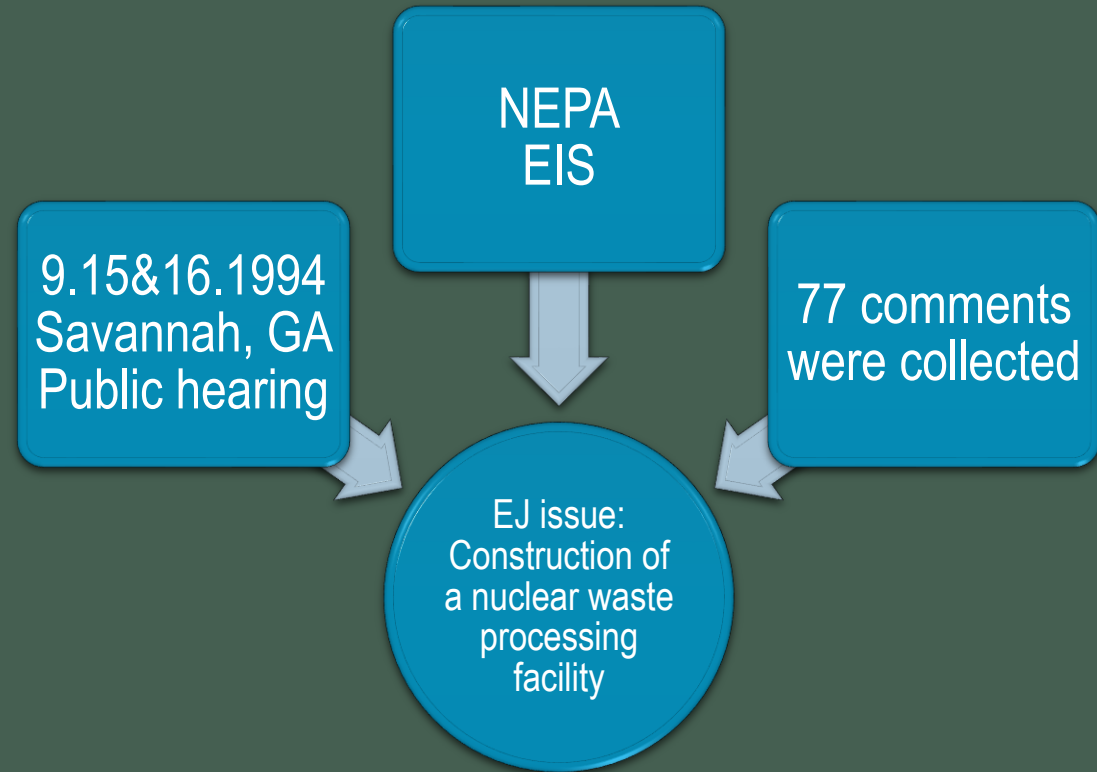 NEPA
EIS
9.15&16.1994
Savannah, GA
Public hearing
77 comments
were collected
EJ issue:
Construction of
a nuclear waste
processing
facility